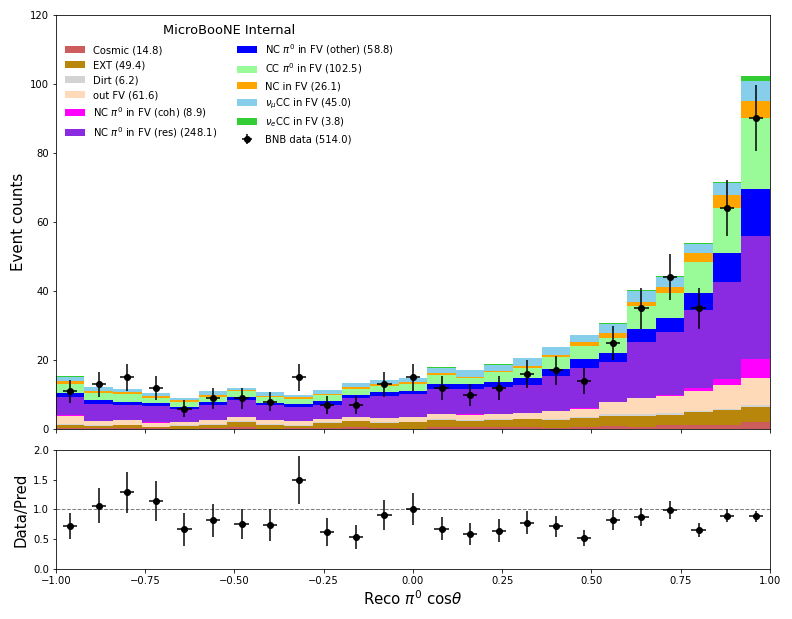 MicroBooNE Internal
Cosmic (14.8)
EXT (49.4)
Dirt (6.2)
out FV (61.6)
NC π⁰ in FV (coh) (8.9)
NC π⁰ in FV (res) (248.1)
NC π⁰ in FV (other) (58.8)
CC π⁰ in FV (102.5)
NC in FV (26.1)
νμCC in FV (45.0)
νeCC in FV (3.8)
BNB data (514.0)
Event counts
120
100
80
60
40
20
0
Data/Pred
2.0
1.5
1.0
0.5
0.0
−1.00 −0.75 −0.50 −0.25 0.00 0.25 0.50 0.75 1.00
Reco π⁰ cosθ